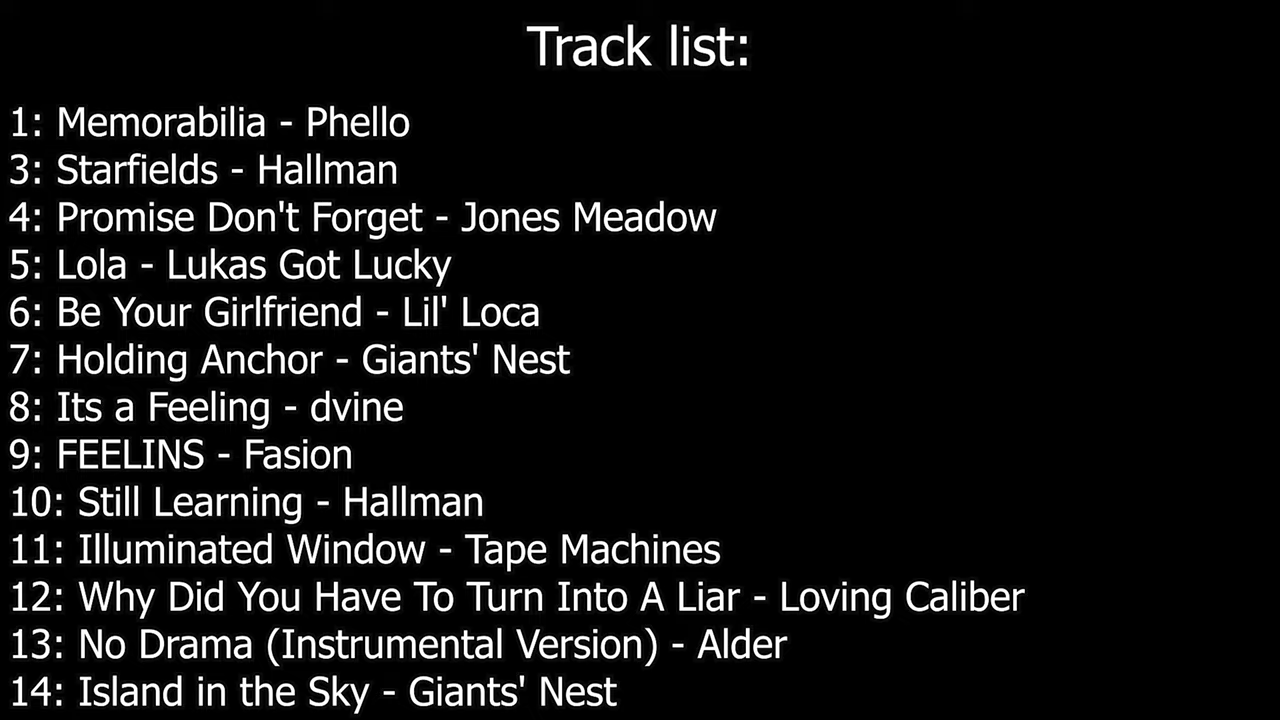 Track list:
1: Memorabilia - Phello
3: Starfields - Hallman
4: Promise Don't Forget - Jones Meadow
5: Lola - Lukas Got Lucky
6: Be Your Girlfriend - Lil' Loca
7: Holding Anchor - Giants' Nest
8: Its a Feeling - dvine
9: FEELINS - Fasion
10: Still Learning - Hallman
11: Illuminated Window - Tape Machines
12: Why Did You Have To Turn Into A Liar - Loving Caliber
13: No Drama (Instrumental Version) - Alder
14: Island in the Sky - Giants' Nest